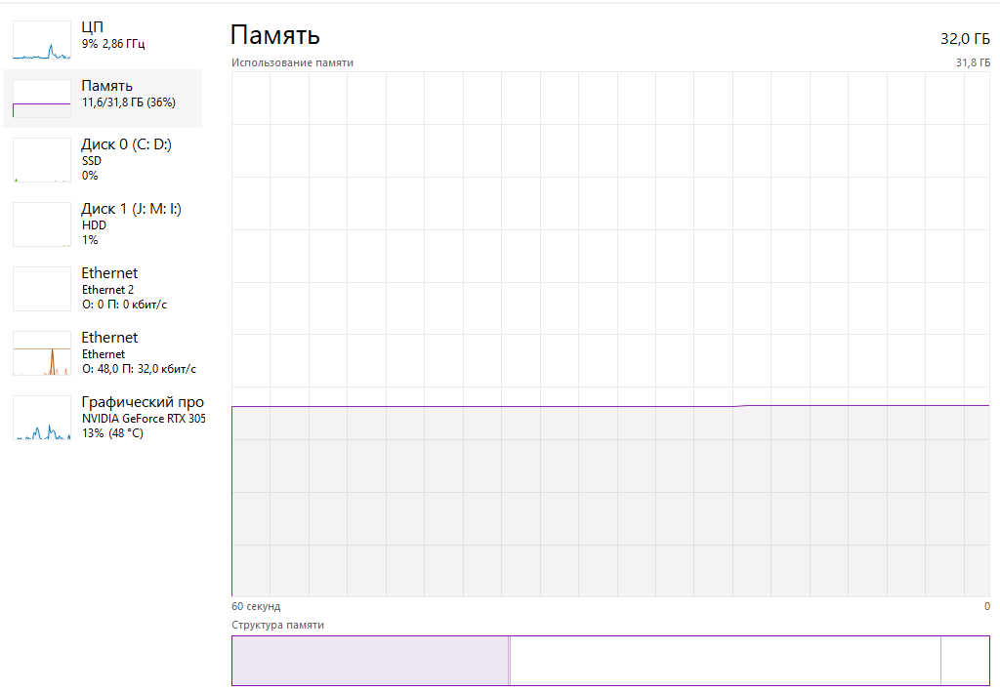 ЦП
9% 2,86 ГГц
Память
11,6/31,8 ГБ (36%)
Диск 0 (C: D:)
SSD
0%
Диск 1 (J: M: I:)
HDD
1%
Ethernet
Ethernet 2
О: 0 П: 0 кбит/с
Ethernet
Ethernet
О: 48,0 П: 32,0 кбит/с
Графический про
NVIDIA GeForce RTX 305
13% (48 °C)
Память
32,0 ГБ
Использование памяти
31,8 ГБ
60 секунд
0
Структура памяти